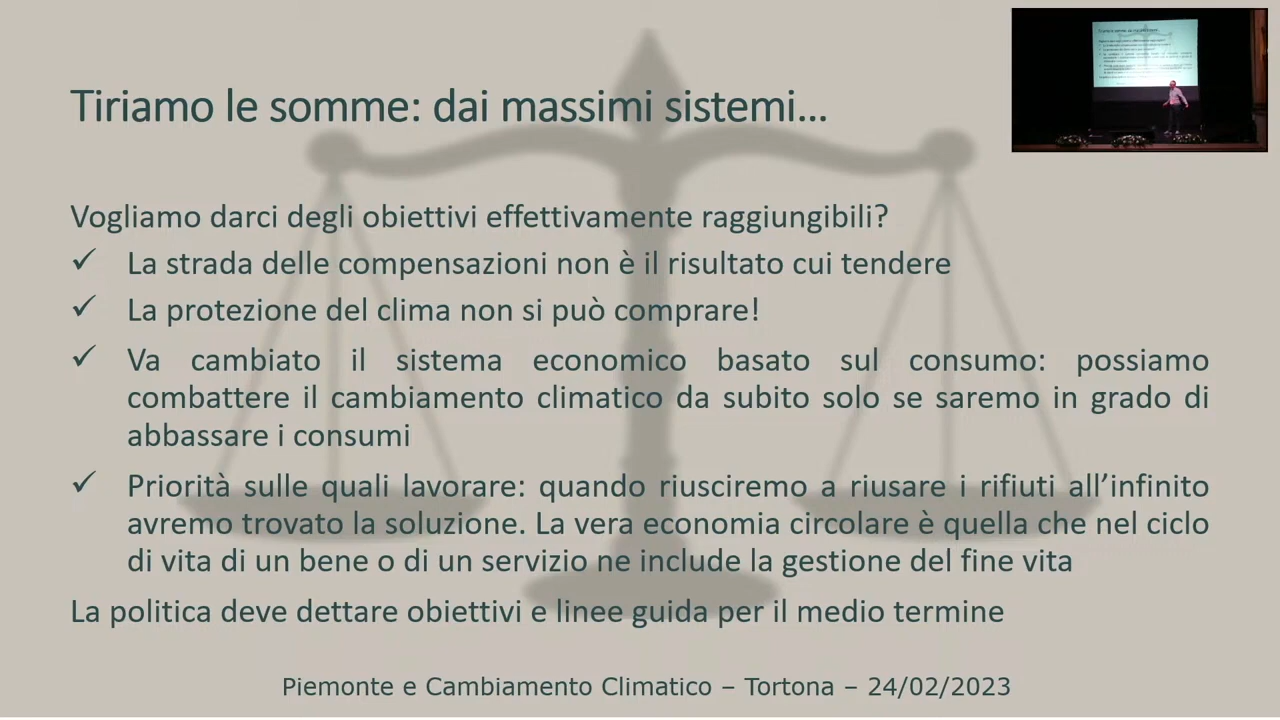 Tiriamo le somme: dai massimi sistemi...
Vogliamo darci degli obiettivi effettivamente raggiungibili?
✓ La strada delle compensazioni non è il risultato cui tendere
✓ La protezione del clima non si può comprare!
✓ Va cambiato il sistema economico basato sul consumo: possiamo
combattere il cambiamento climatico da subito solo se saremo in grado di
abbassare i consumi
✓ Priorità sulle quali lavorare: quando riusciremo a riusare i rifiuti all’infinito
avremo trovato la soluzione. La vera economia circolare è quella che nel ciclo
di vita di un bene o di un servizio ne include la gestione del fine vita
La politica deve dettare obiettivi e linee guida per il medio termine
Piemonte e Cambiamento Climatico – Tortona – 24/02/2023